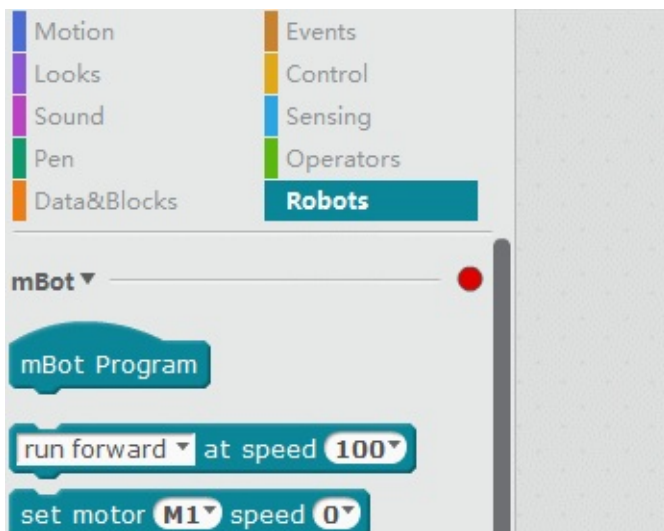 Motion Events
Looks Control
Sound Sensing
Pen Operators
Data&Blocks Robots
mBot
mBot Program
run forward at speed 100
set motor M1 speed 0